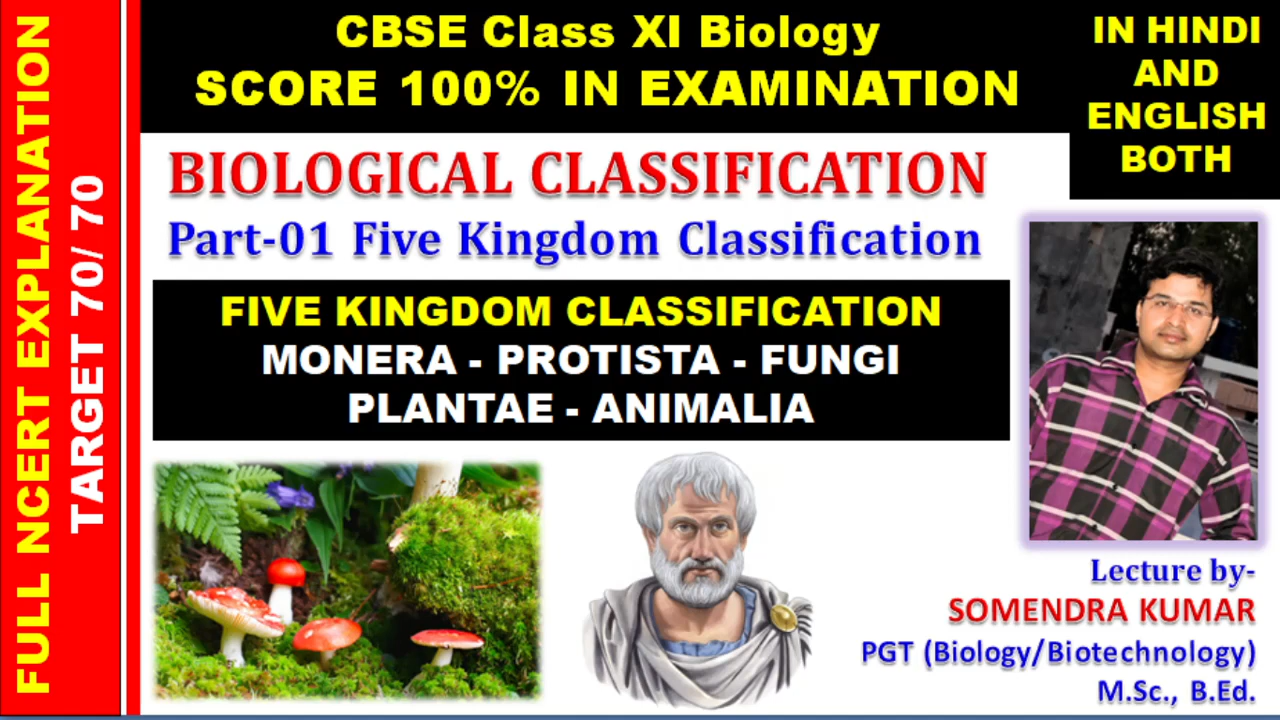 FULL NCERT EXPLANATION
TARGET 70/ 70
CBSE Class XI Biology
SCORE 100% IN EXAMINATION
IN HINDI
AND
ENGLISH
BOTH
BIOLOGICAL CLASSIFICATION
Part-01 Five Kingdom Classification
FIVE KINGDOM CLASSIFICATION
MONERA - PROTISTA - FUNGI
PLANTAE - ANIMALIA
Lecture by-
SOMENDRA KUMAR
PGT (Biology/Biotechnology)
M.Sc., B.Ed.